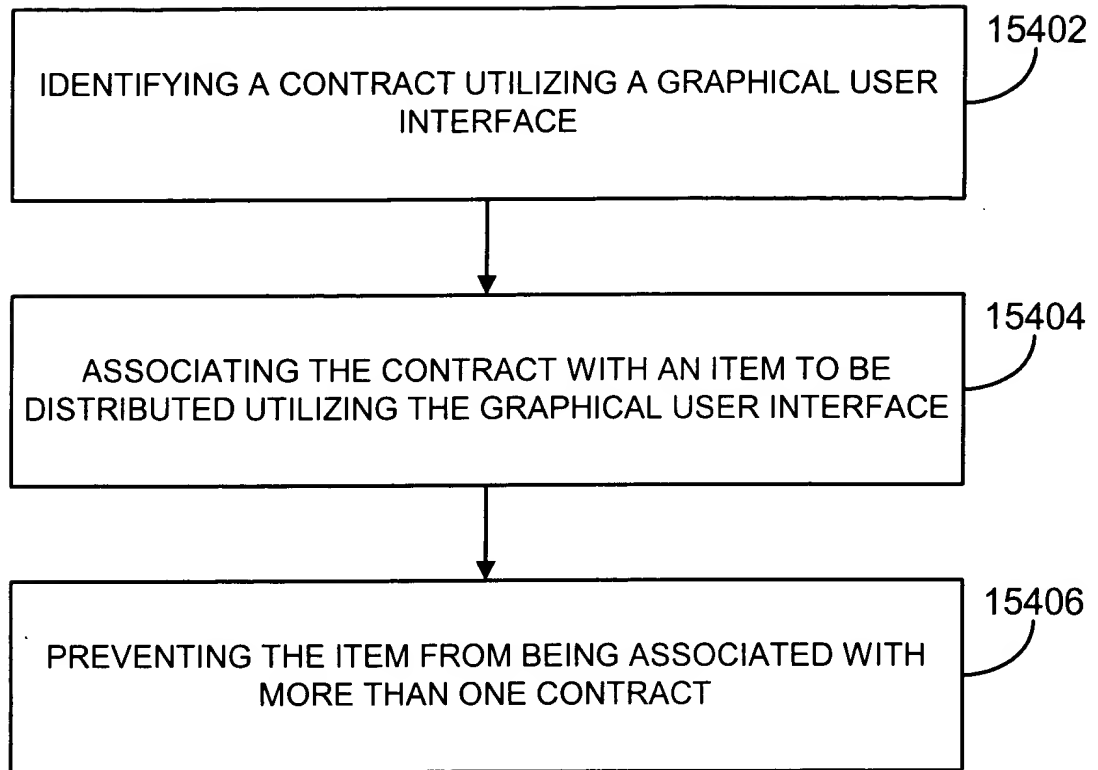 15402
IDENTIFYING A CONTRACT UTILIZING A GRAPHICAL USER
INTERFACE
15404
ASSOCIATING THE CONTRACT WITH AN ITEM TO BE
DISTRIBUTED UTILIZING THE GRAPHICAL USER INTERFACE
15406
PREVENTING THE ITEM FROM BEING ASSOCIATED WITH
MORE THAN ONE CONTRACT